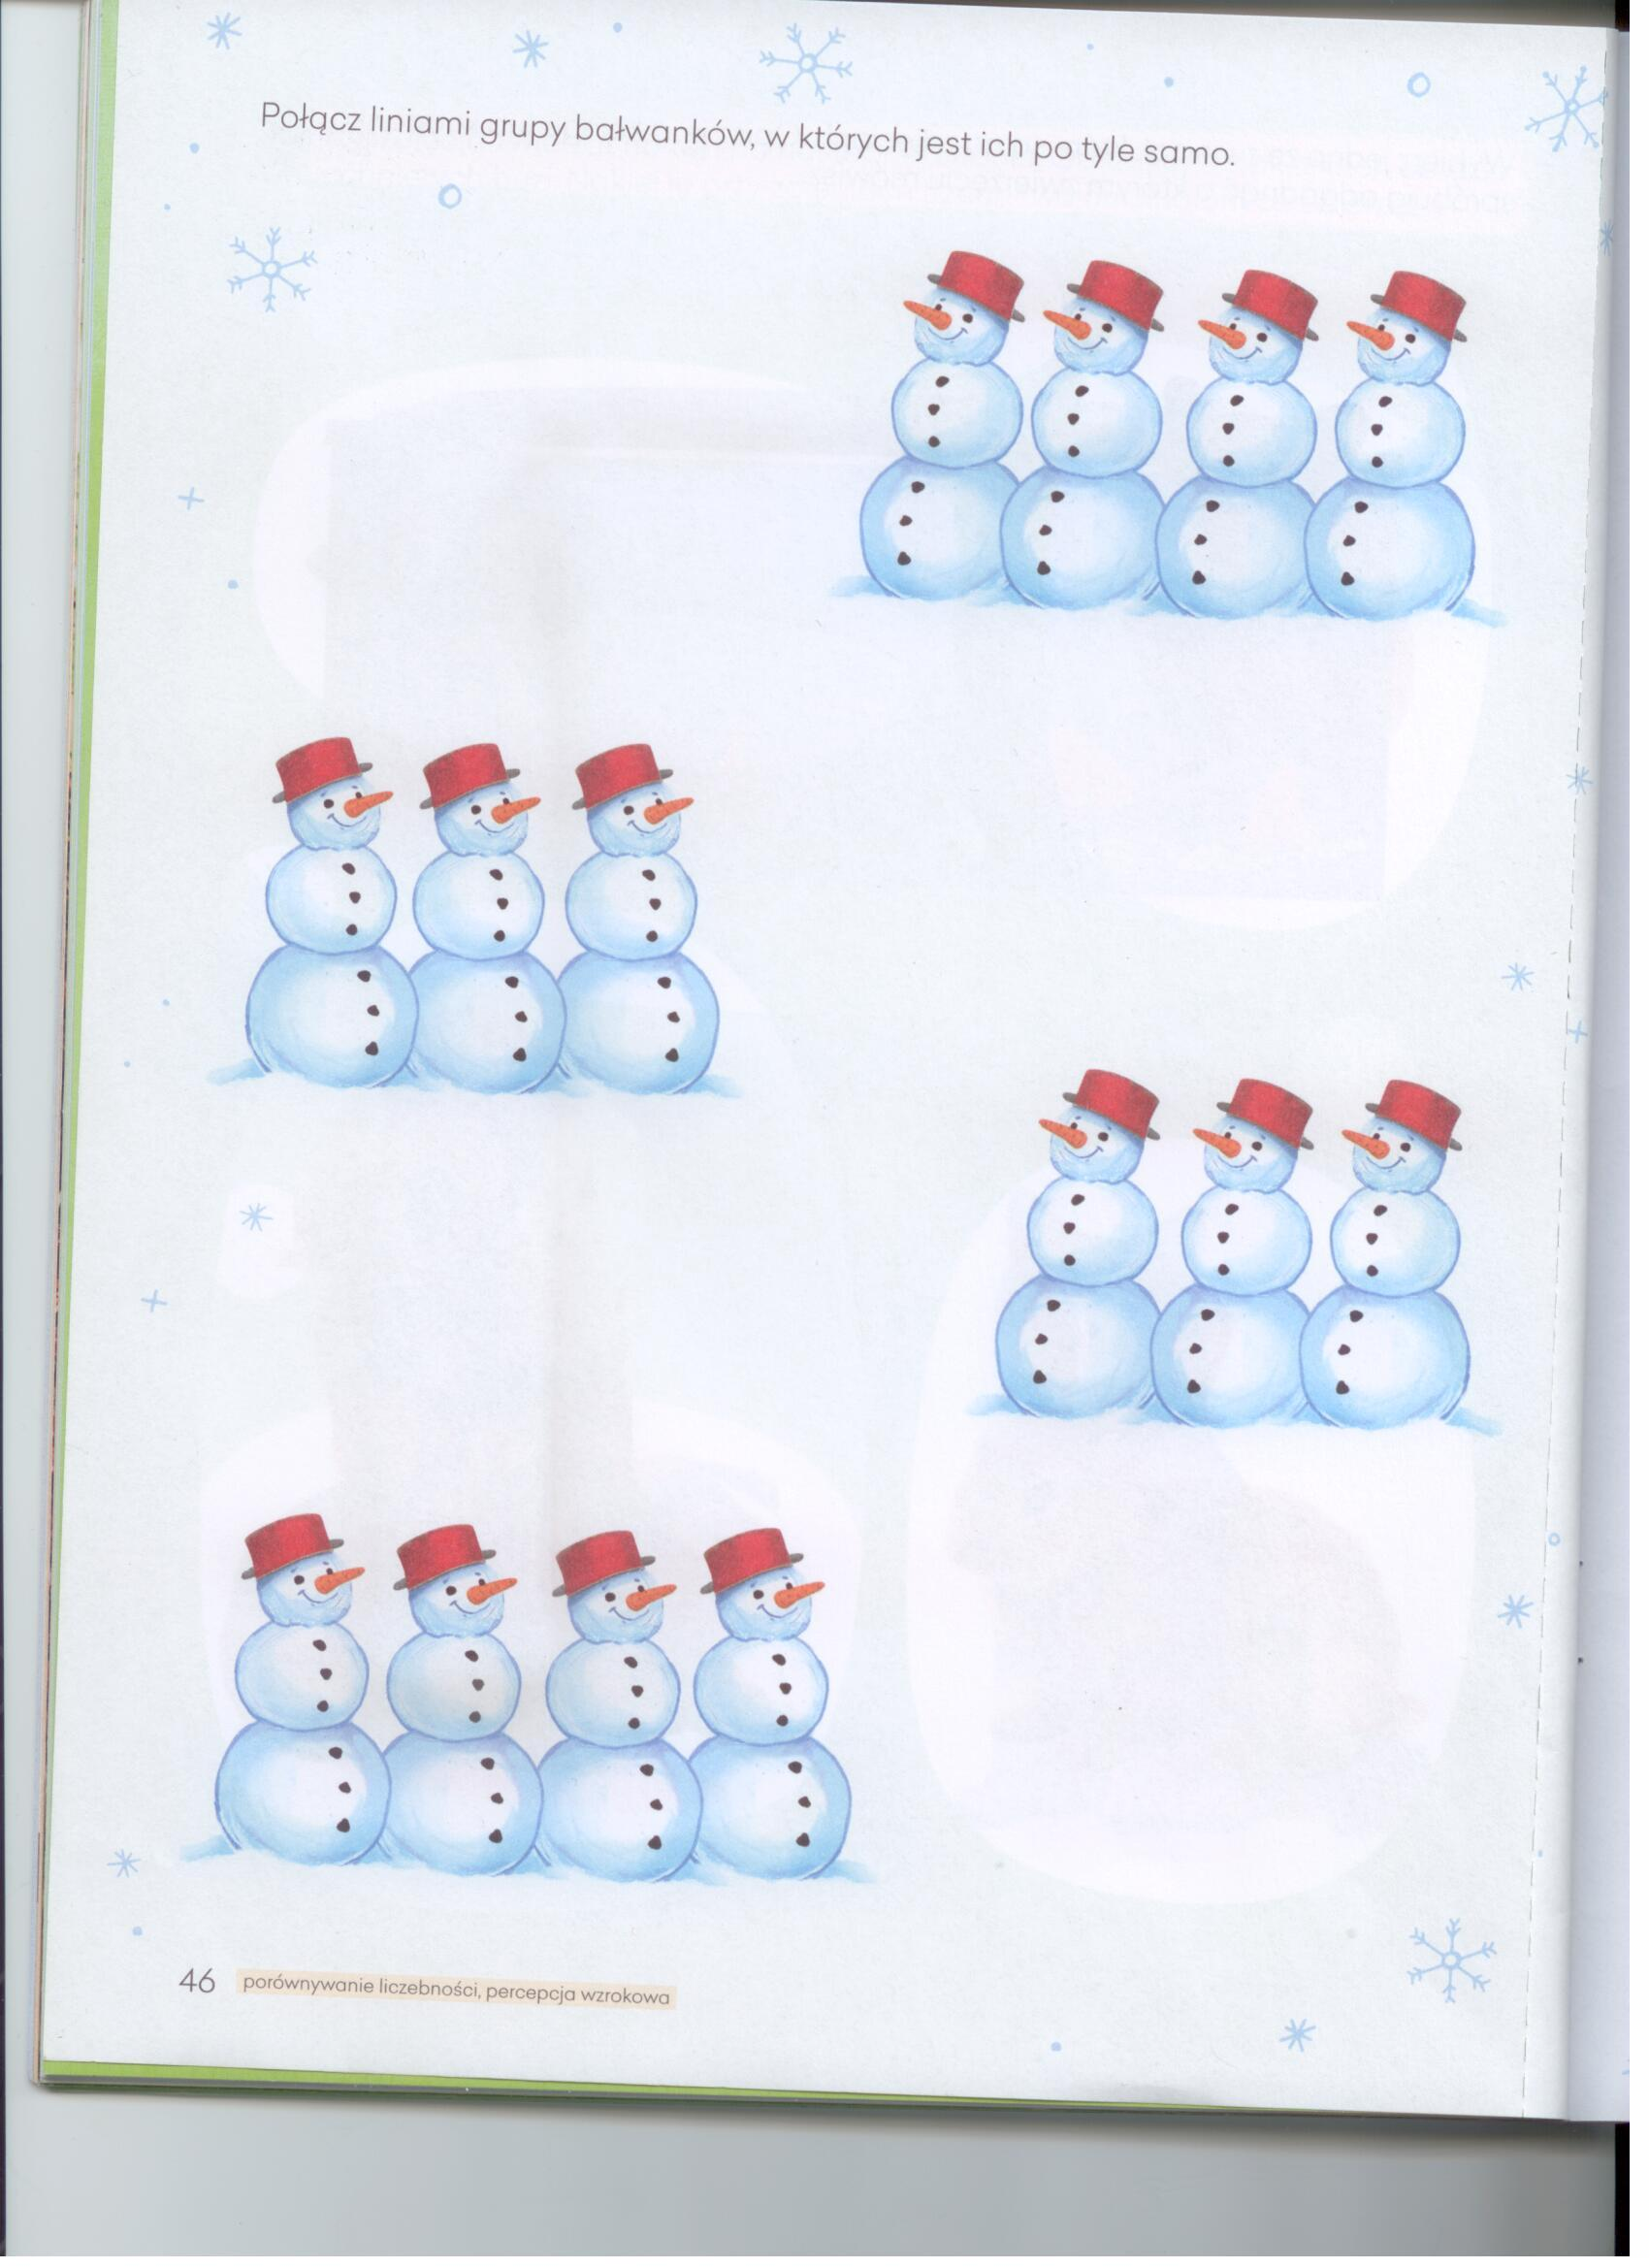 Połącz liniami grupy bałwanków, w których jest ich po tyle samo.
46 porównywanie liczebności, percepcja wzrokowa